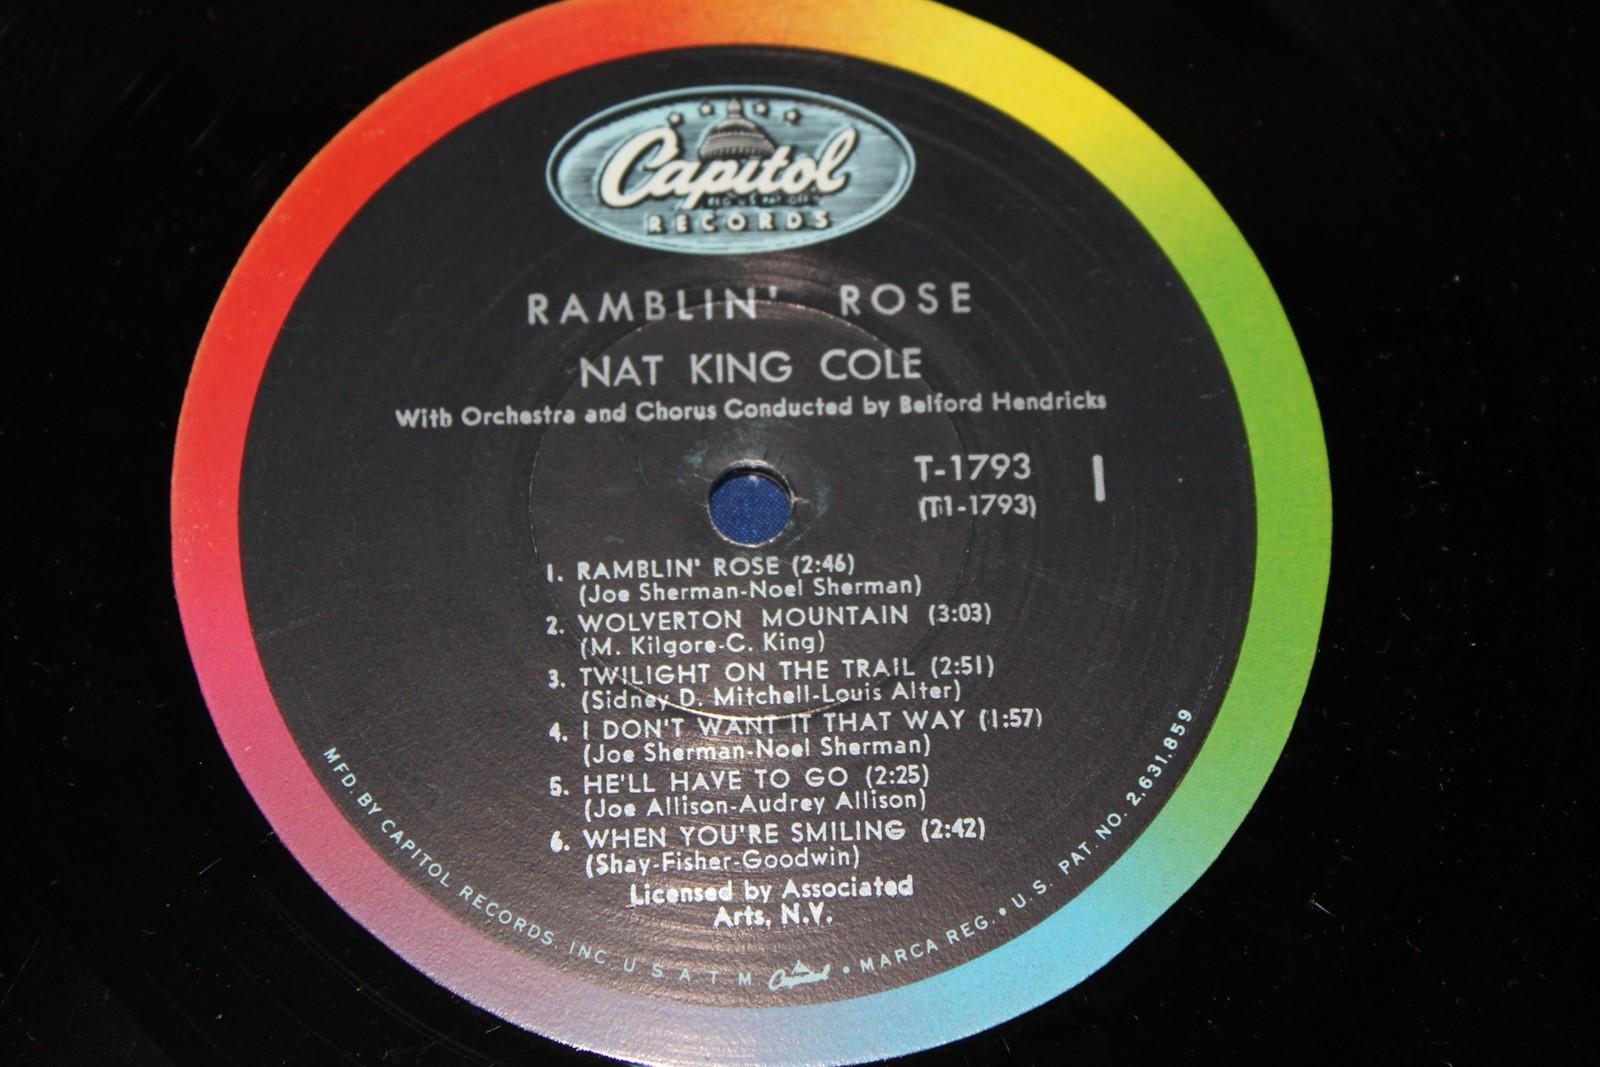 Capitol
REG. U.S. PAT. OFF.
RECORDS
RAMBLIN' ROSE
NAT KING COLE
With Orchestra and Chorus Conducted by Belford Hendricks
T-1793 1
(T1-1793)
1. RAMBLIN' ROSE (2:46)
(Joe Sherman-Noel Sherman)
2. WOLVERTON MOUNTAIN (3:03)
(M. Kilgore-C. King)
3. TWILIGHT ON THE TRAIL (2:51)
(Sidney D. Mitchell-Louis Alter)
4. I DON'T WANT IT THAT WAY (1:57)
(Joe Sherman-Noel Sherman)
5. HE'LL HAVE TO GO (2:25)
(Joe Allison-Audrey Allison)
6. WHEN YOU'RE SMILING (2:42)
(Shay-Fisher-Goodwin)
Licensed by Associated
Arts, N.V.
MFD. BY CAPITOL RECORDS, INC. U.S.A. T.M. Capitol • MARCA REG. • U.S. PAT. NO. 2,631,859